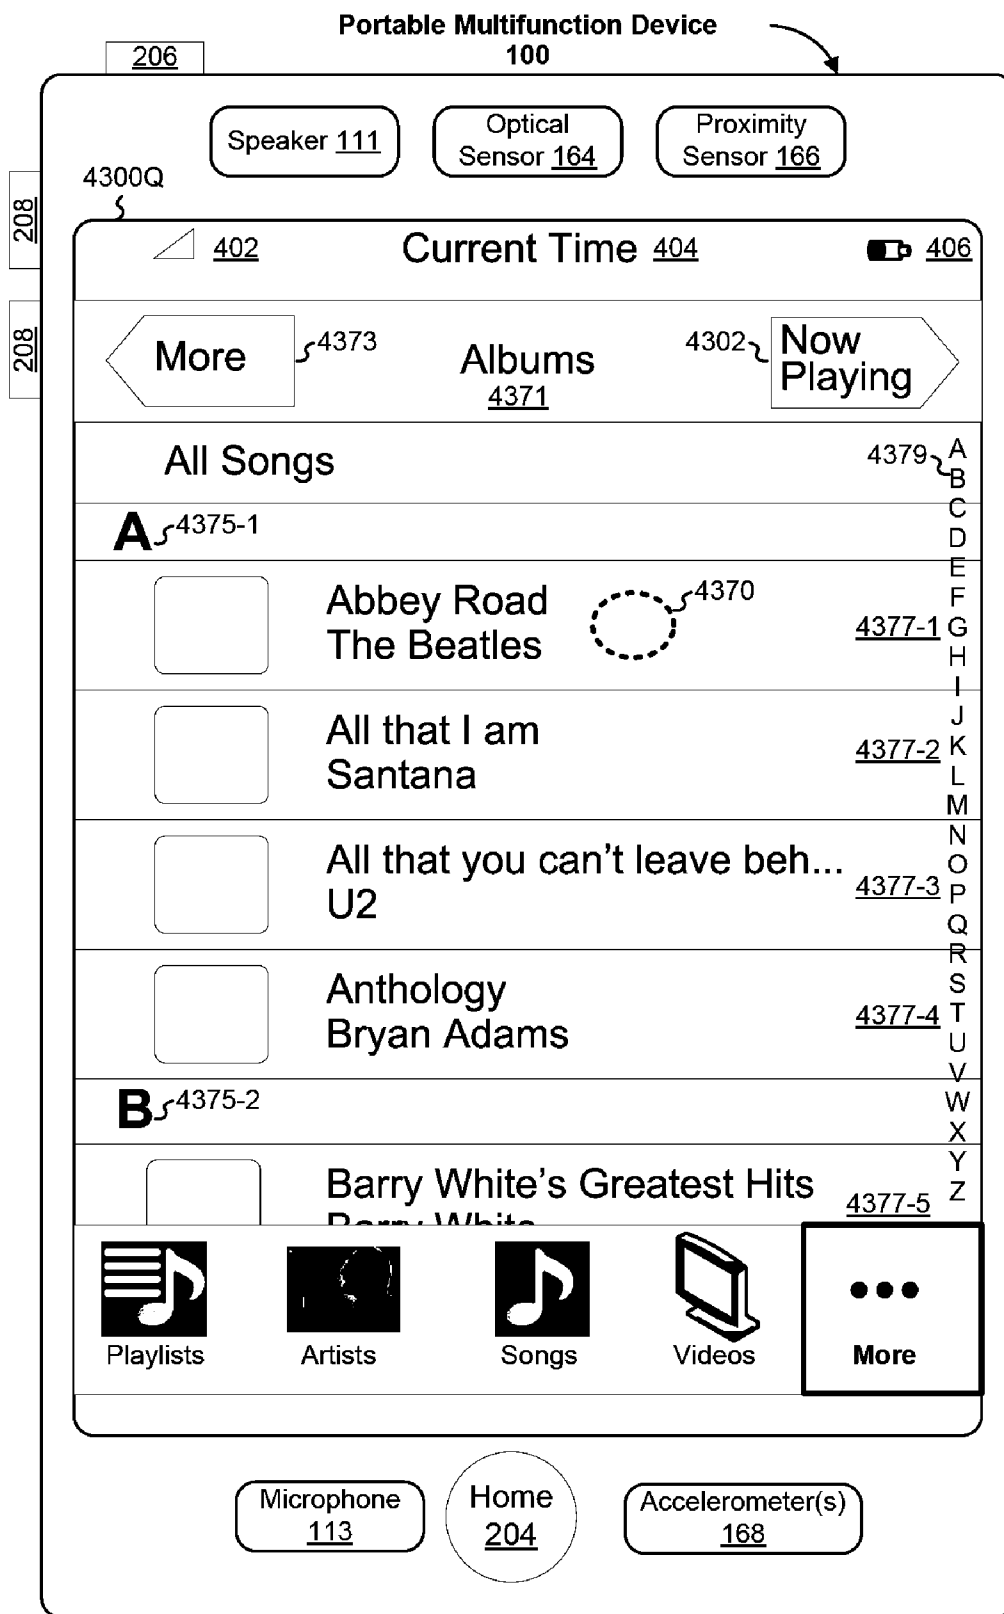 Portable Multifunction Device
100
206
Speaker 111
Optical
Sensor 164
Proximity
Sensor 166
4300Q
208
208
402
Current Time 404
406
More
4373
Albums
4371
4302
Now
Playing
All Songs
4379
A
B
C
D
E
F
G
H
I
J
K
L
M
N
O
P
Q
R
S
T
U
V
W
X
Y
Z
A
4375-1
Abbey Road
The Beatles
4370
4377-1
All that I am
Santana
4377-2
All that you can't leave beh...
U2
4377-3
Anthology
Bryan Adams
4377-4
B
4375-2
Barry White's Greatest Hits
Barry White
4377-5
Playlists
Artists
Songs
Videos
More
Microphone
113
Home
204
Accelerometer(s)
168